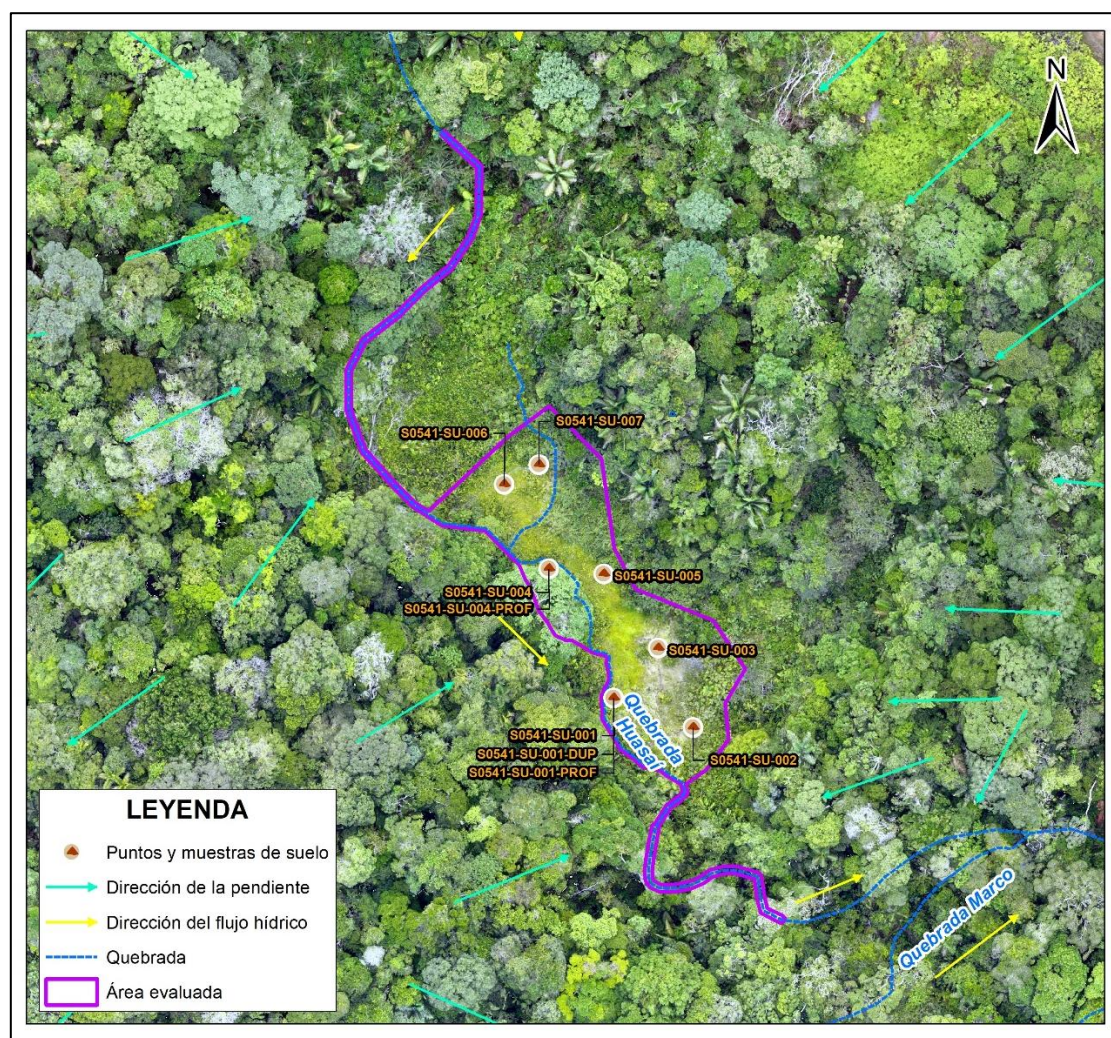 N
S0541-SU-007
S0541-SU-006
S0541-SU-005
S0541-SU-004
S0541-SU-004-PROF
S0541-SU-003
Quebrada
Huasaí
S0541-SU-001
S0541-SU-001-DUP
S0541-SU-001-PROF
S0541-SU-002
Quebrada Marco
LEYENDA
Puntos y muestras de suelo
Dirección de la pendiente
Dirección del flujo hídrico
Quebrada
Área evaluada